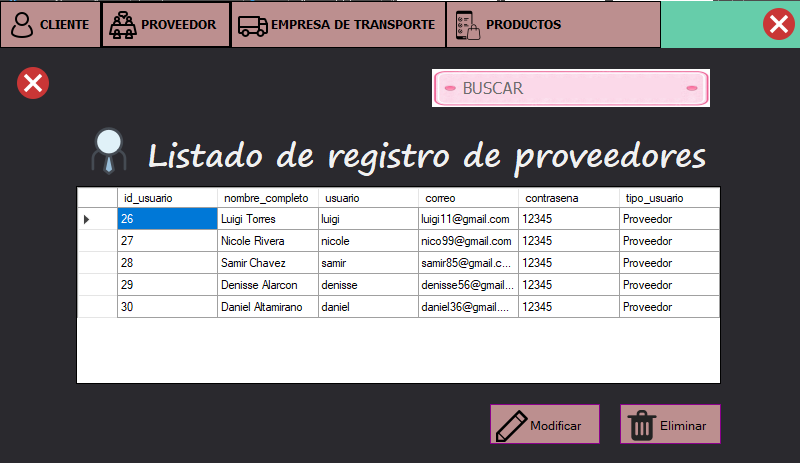 CLIENTE PROVEEDOR EMPRESA DE TRANSPORTE PRODUCTOS
BUSCAR
Listado de registro de proveedores
id_usuario nombre_completo usuario correo contrasena tipo_usuario
26 Luigi Torres luigi luigi11@gmail.com 12345 Proveedor
27 Nicole Rivera nicole nico99@gmail.com 12345 Proveedor
28 Samir Chavez samir samir85@gmail.c... 12345 Proveedor
29 Denisse Alarcon denisse denisse56@gmail... 12345 Proveedor
30 Daniel Altamirano daniel daniel36@gmail.... 12345 Proveedor
Modificar Eliminar